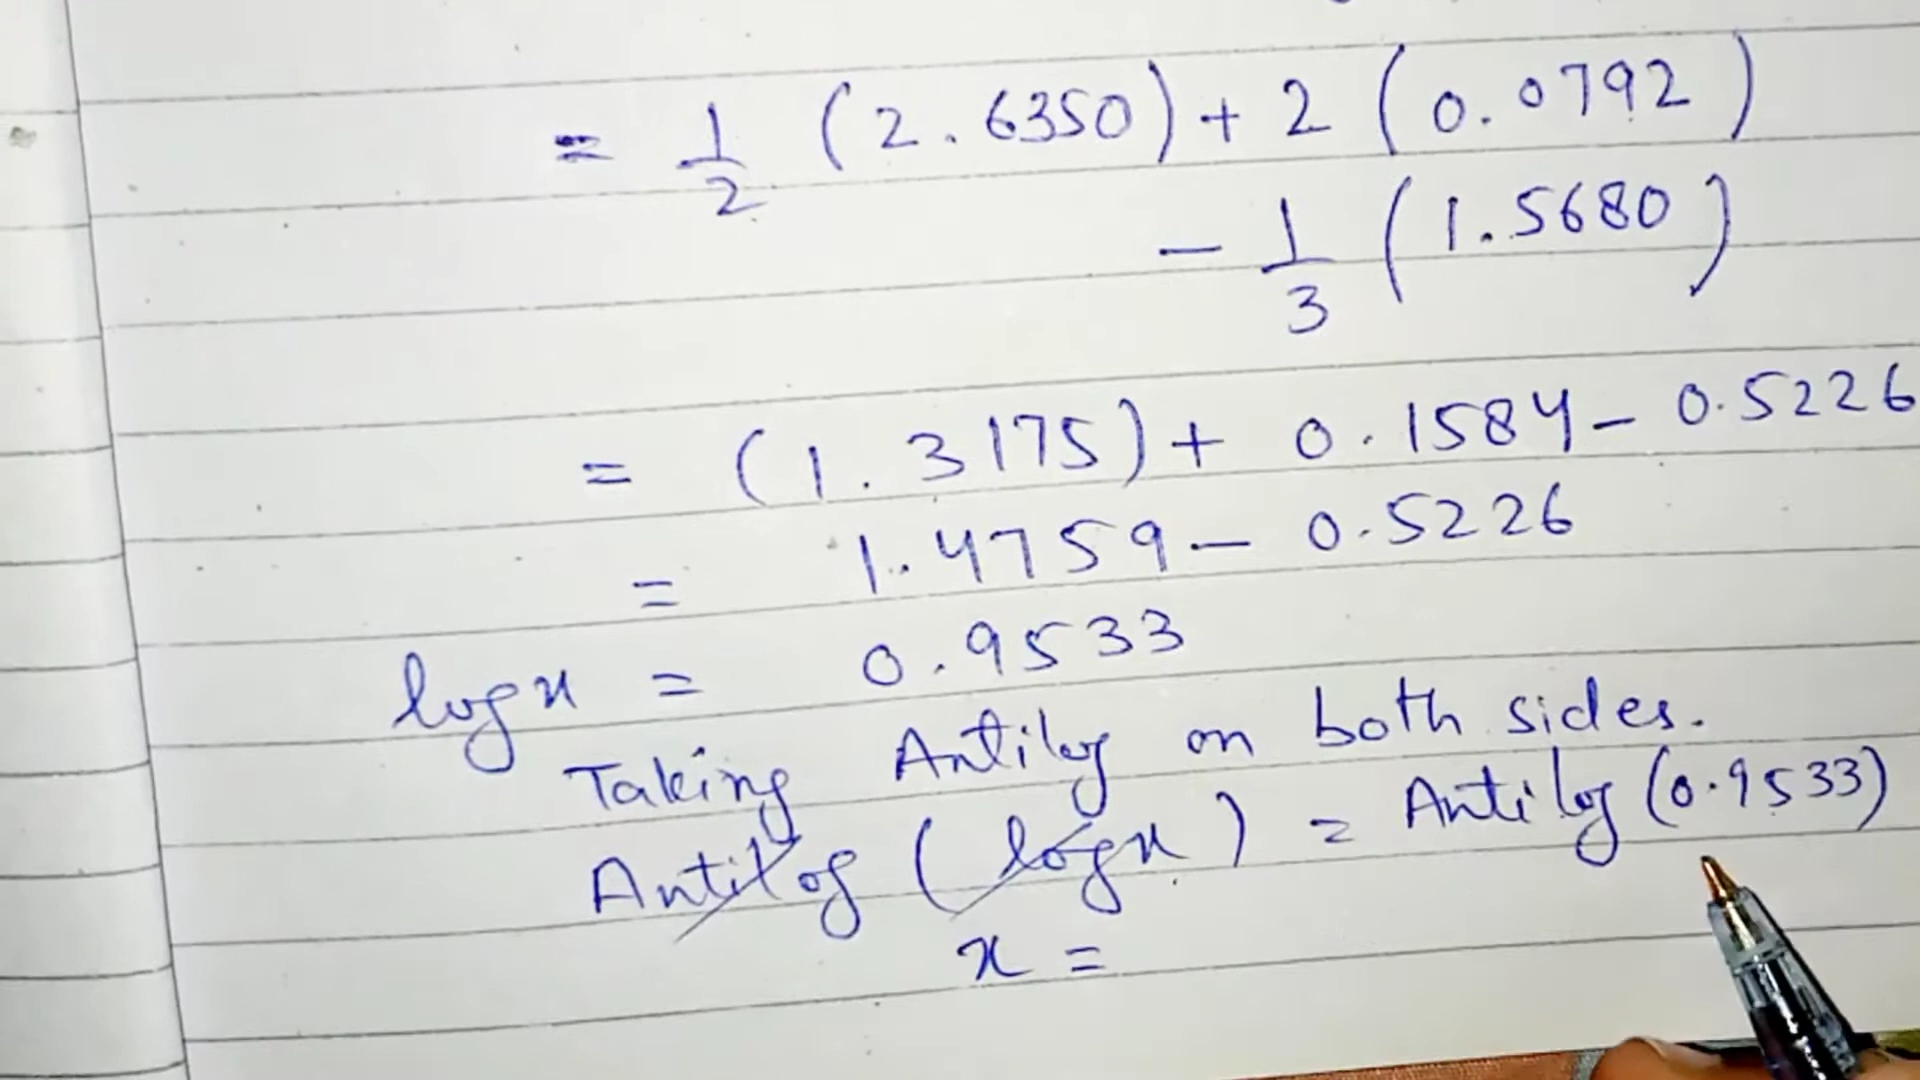 = 1/2 (2.6350) + 2 (0.0792)
- 1/3 (1.5680)
= (1.3175) + 0.1584 - 0.5226
= 1.4759 - 0.5226
log x = 0.9533
Taking Antilog on both sides.
Antilog (log x) = Antilog (0.9533)
x =